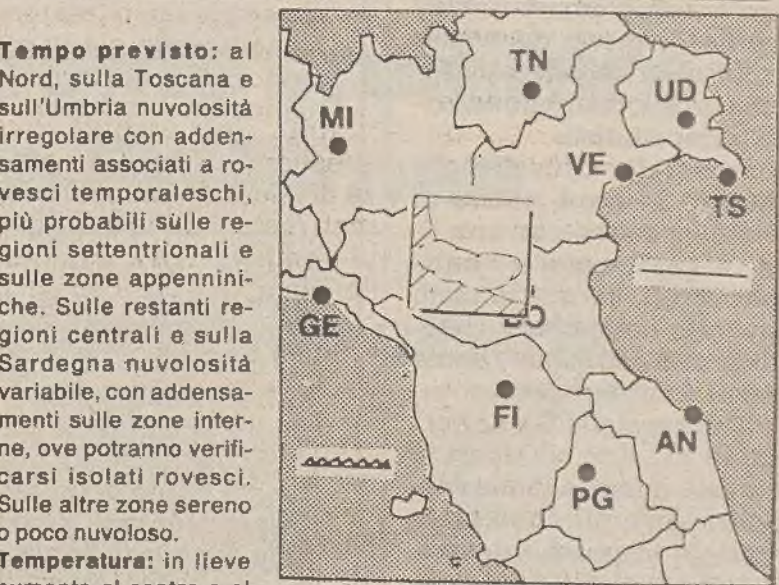 Tempo previsto: al
Nord, sulla Toscana e
sull'Umbria nuvolosità
irregolare con adden-
samenti associati a ro-
vesci temporaleschi,
più probabili sulle re-
gioni settentrionali e
sulle zone appennini-
che. Sulle restanti re-
gioni centrali e sulla
Sardegna nuvolosità
variabile, con addensa-
menti sulle zone inter-
ne, ove potranno verifi-
carsi isolati rovesci.
Sulle altre zone sereno
o poco nuvoloso.
Temperatura: in lieve
TN
UD
MI
VE
TS
GE
FI
AN
PG